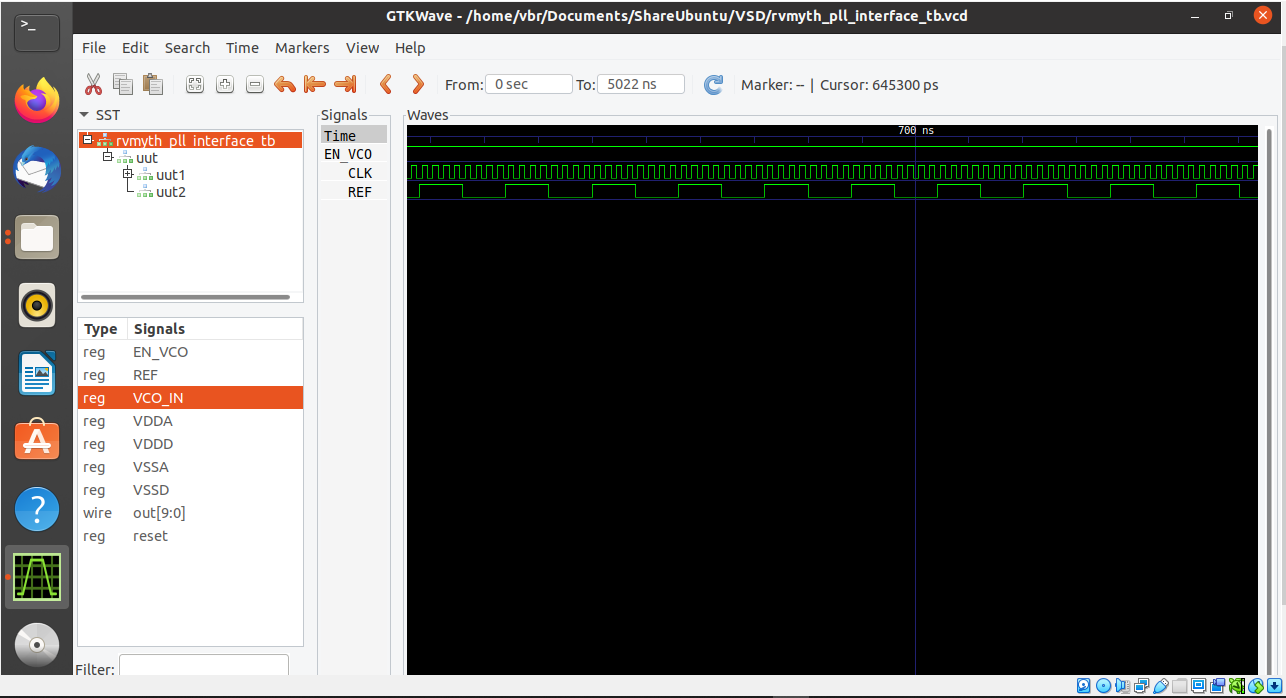 GTKWave - /home/vbr/Documents/ShareUbuntu/VSD/rvmyth_pll_interface_tb.vcd
File Edit Search Time Markers View Help
From: 0 sec To: 5022 ns Marker: -- | Cursor: 645300 ps
SST
rvmyth_pll_interface_tb
uut
uut1
uut2
Type Signals
reg EN_VCO
reg REF
reg VCO_IN
reg VDDA
reg VDDD
reg VSSA
reg VSSD
wire out[9:0]
reg reset
Filter:
Signals
Time
EN_VCO
CLK
REF
Waves
700 ns